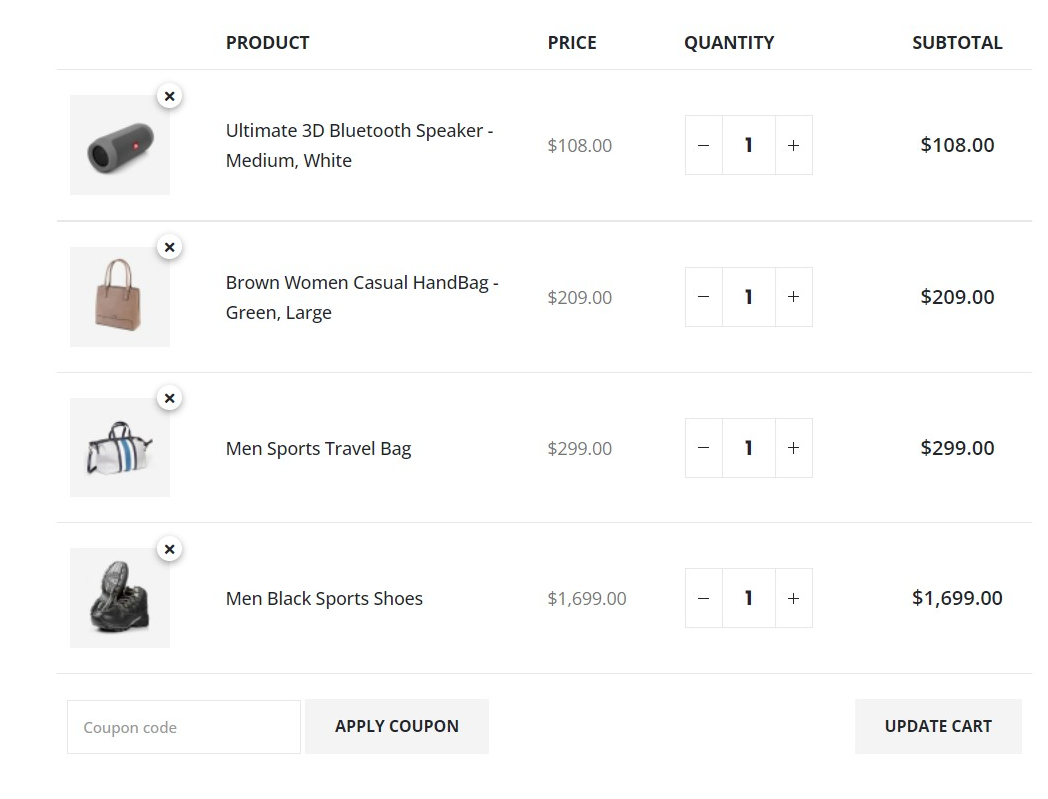 PRODUCT PRICE QUANTITY SUBTOTAL
Ultimate 3D Bluetooth Speaker -
Medium, White
$108.00 − 1 + $108.00
Brown Women Casual HandBag -
Green, Large
$209.00 − 1 + $209.00
Men Sports Travel Bag $299.00 − 1 + $299.00
Men Black Sports Shoes $1,699.00 − 1 + $1,699.00
Coupon code APPLY COUPON UPDATE CART